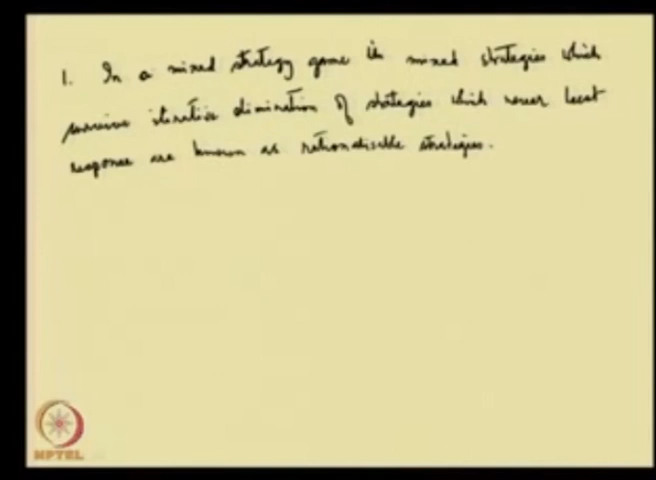 1. In a mixed strategy game the mixed strategies which
survive iterative elimination of strategies which never best
response are known as rationalisable strategies.
NPTEL